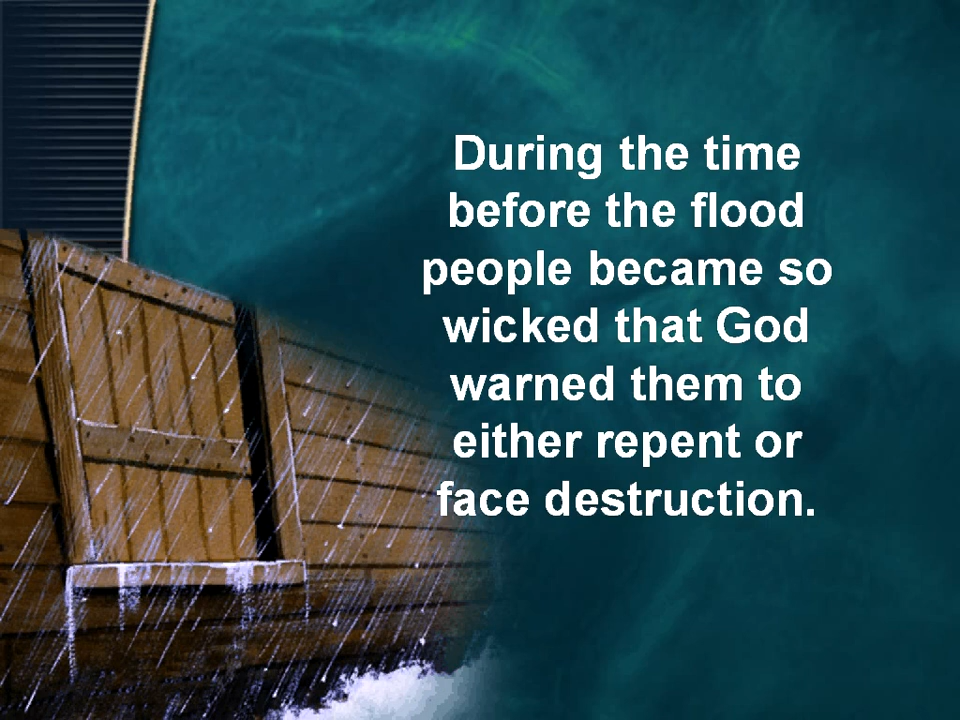 During the time
before the flood
people became so
wicked that God
warned them to
either repent or
face destruction.